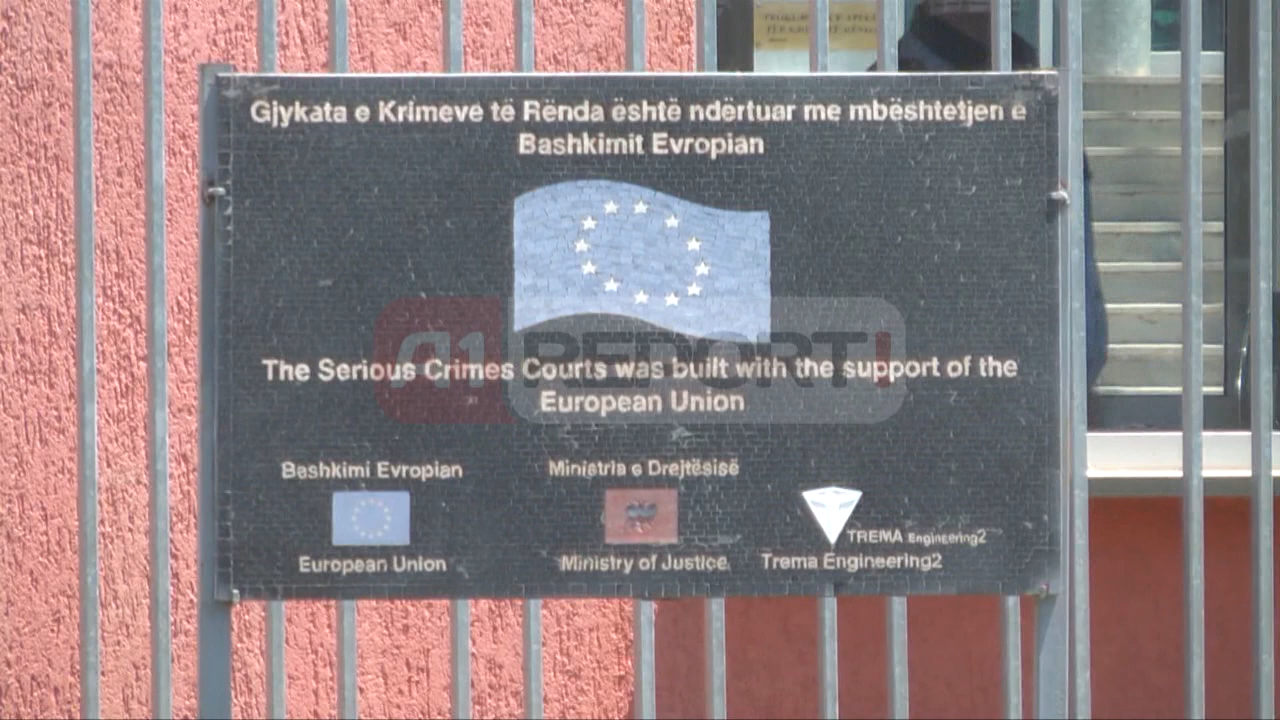 Gjykata e Krimeve të Rënda është ndërtuar me mbështetjen e
Bashkimit Evropian
A1 REPORT!
The Serious Crimes Courts was built with the support of the
European Union
Bashkimi Evropian
Ministria e Drejtësisë
TREMA Engineering2
European Union
Ministry of Justice
Trema Engineering2